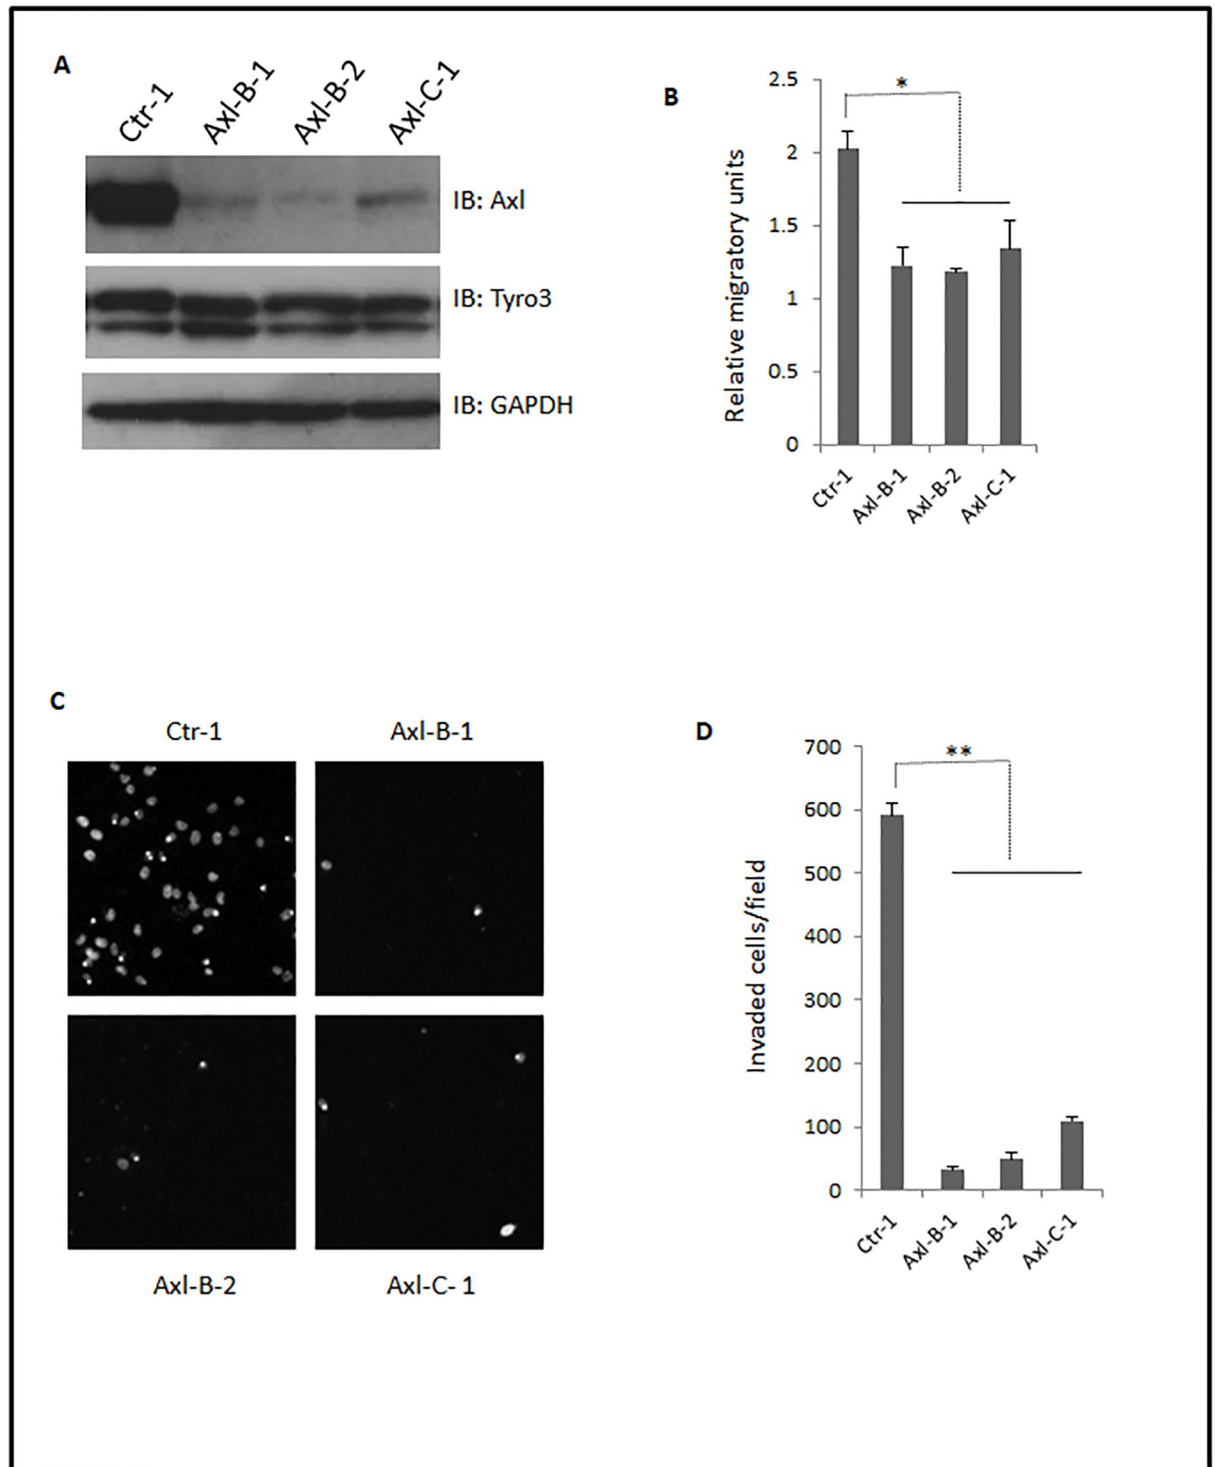 A
Ctr-1
Axl-B-1
Axl-B-2
Axl-C-1
IB: Axl
IB: Tyro3
IB: GAPDH
B
Relative migratory units
2.5
2
1.5
1
0.5
0
*
Ctr-1
Axl-B-1
Axl-B-2
Axl-C-1
C
Ctr-1
Axl-B-1
Axl-B-2
Axl-C- 1
D
Invaded cells/field
700
600
500
400
300
200
100
0
**
Ctr-1
Axl-B-1
Axl-B-2
Axl-C-1